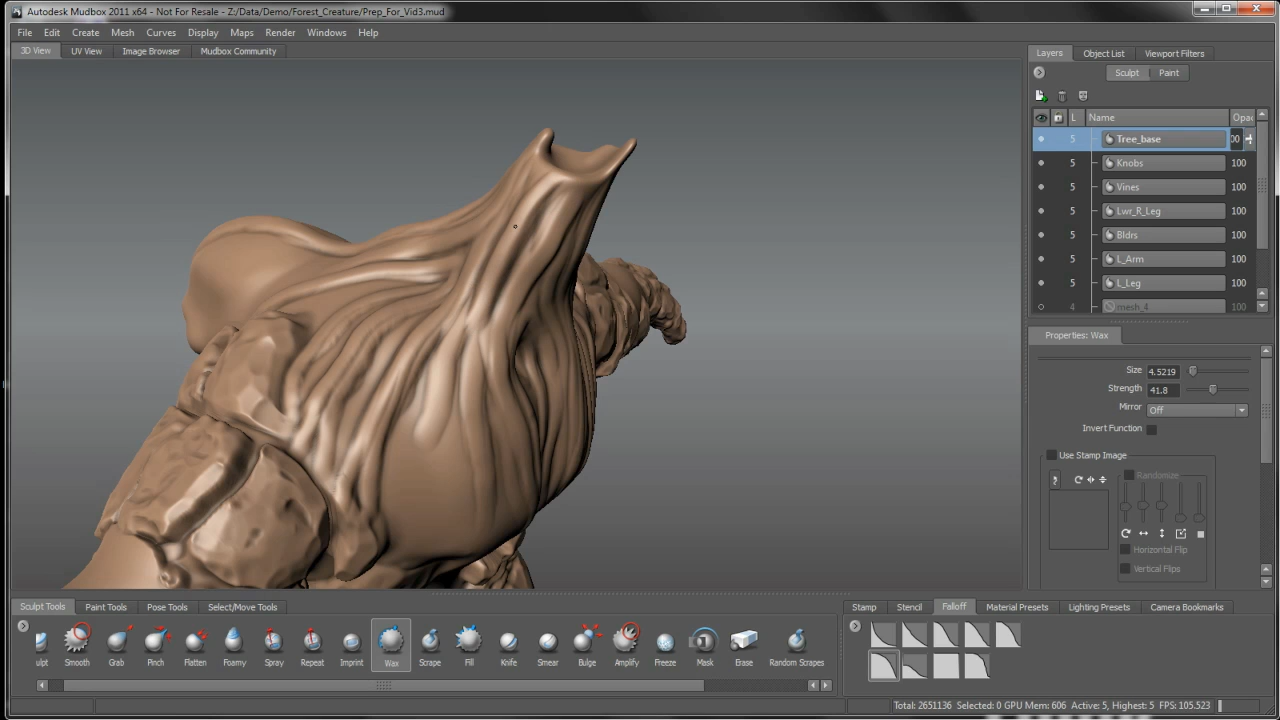 Autodesk Mudbox 2011 x64 - Not For Resale - Z:/Data/Demo/Forest_Creature/Prep_For_Vid3.mud
File Edit Create Mesh Curves Display Maps Render Windows Help
3D View UV View Image Browser Mudbox Community
Layers Object List Viewport Filters
Sculpt Paint
L Name Opac
5 Tree_base 00
5 Knobs 100
5 Vines 100
5 Lwr_R_Leg 100
5 Bldrs 100
5 L_Arm 100
5 L_Leg 100
4 mesh_4 100
Properties: Wax
Size 4.5219
Strength 41.8
Mirror Off
Invert Function
Use Stamp Image
Randomize
Horizontal Flip
Vertical Flips
Sculpt Tools Paint Tools Pose Tools Select/Move Tools
ulpt Smooth Grab Pinch Flatten Foamy Spray Repeat Imprint Wax Scrape Fill Knife Smear Bulge Amplify Freeze Mask Erase Random Scrapes
Stamp Stencil Falloff Material Presets Lighting Presets Camera Bookmarks
Total: 2651136 Selected: 0 GPU Mem: 606 Active: 5, Highest: 5 FPS: 105.523